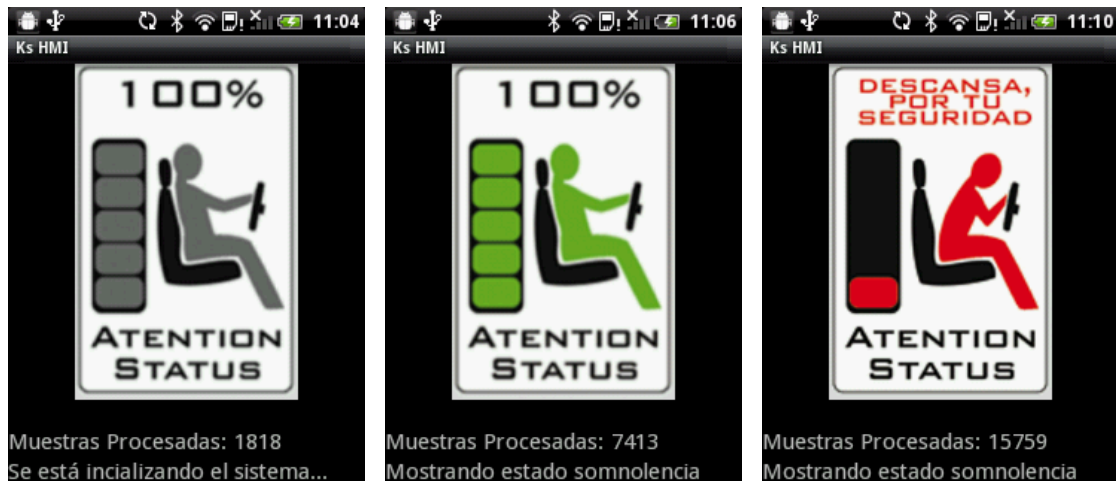 11:04
Ks HMI
100%
ATENTION
STATUS
Muestras Procesadas: 1818
Se está incializando el sistema...
11:06
Ks HMI
100%
ATENTION
STATUS
Muestras Procesadas: 7413
Mostrando estado somnolencia
11:10
Ks HMI
DESCANSA,
POR TU
SEGURIDAD
ATENTION
STATUS
Muestras Procesadas: 15759
Mostrando estado somnolencia